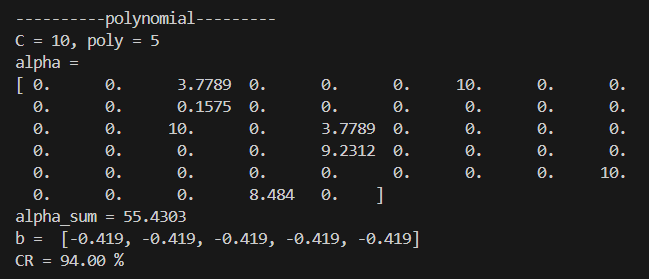 ----------polynomial---------
C = 10, poly = 5
alpha =
[ 0.      0.      3.7789  0.      0.      0.     10.      0.      0.
  0.      0.      0.1575  0.      0.      0.      0.      0.      0.
  0.      0.     10.      0.      3.7789  0.      0.      0.      0.
  0.      0.      0.      0.      9.2312  0.      0.      0.      0.
  0.      0.      0.      0.      0.      0.      0.      0.     10.
  0.      0.      0.      8.484   0.    ]
alpha_sum = 55.4303
b =  [-0.419, -0.419, -0.419, -0.419, -0.419]
CR = 94.00 %